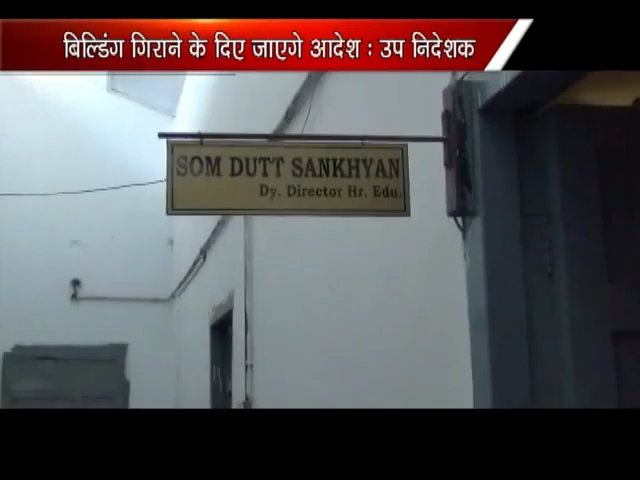 बिल्डिंग गिराने के दिए जाएगे आदेश : उप निदेशक
SOM DUTT SANKHYAN
Dy. Director Hr. Edu.